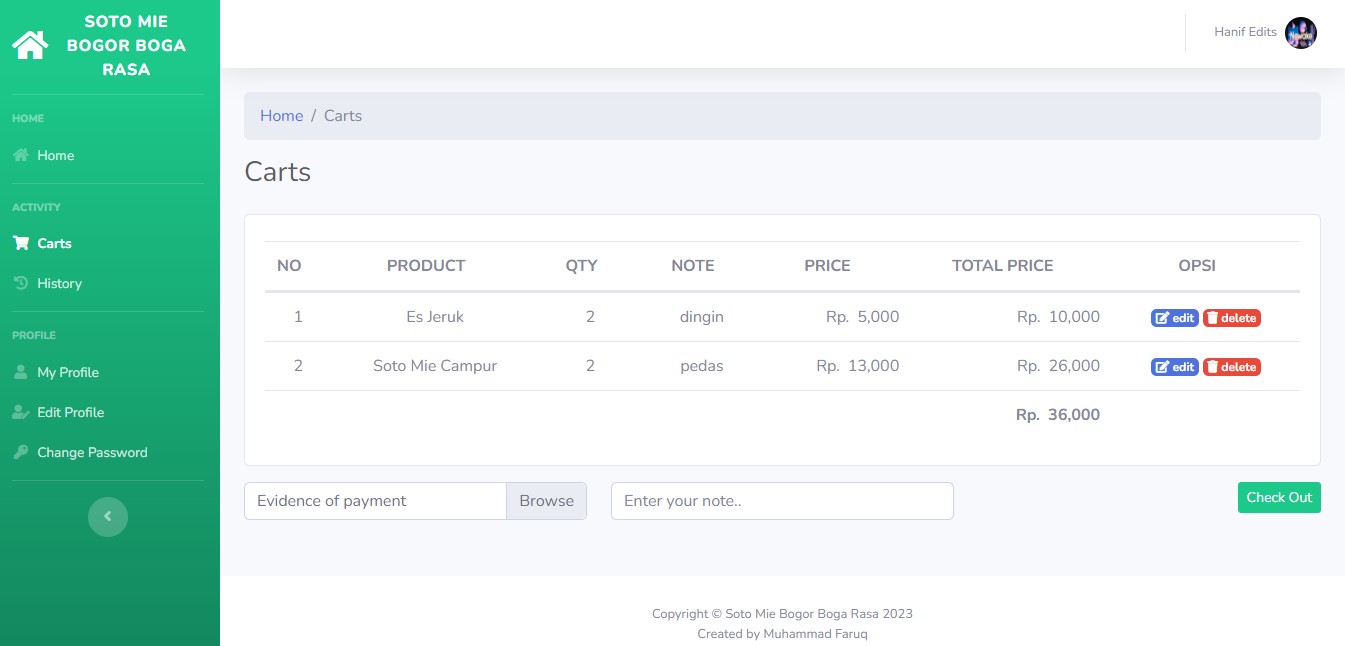 SOTO MIE
BOGOR BOGA
RASA
HOME
Home
ACTIVITY
Carts
History
PROFILE
My Profile
Edit Profile
Change Password
Hanif Edits
Home / Carts
Carts
NO PRODUCT QTY NOTE PRICE TOTAL PRICE OPSI
1 Es Jeruk 2 dingin Rp. 5,000 Rp. 10,000 edit delete
2 Soto Mie Campur 2 pedas Rp. 13,000 Rp. 26,000 edit delete
Rp. 36,000
Evidence of payment Browse Enter your note.. Check Out
Copyright © Soto Mie Bogor Boga Rasa 2023
Created by Muhammad Faruq